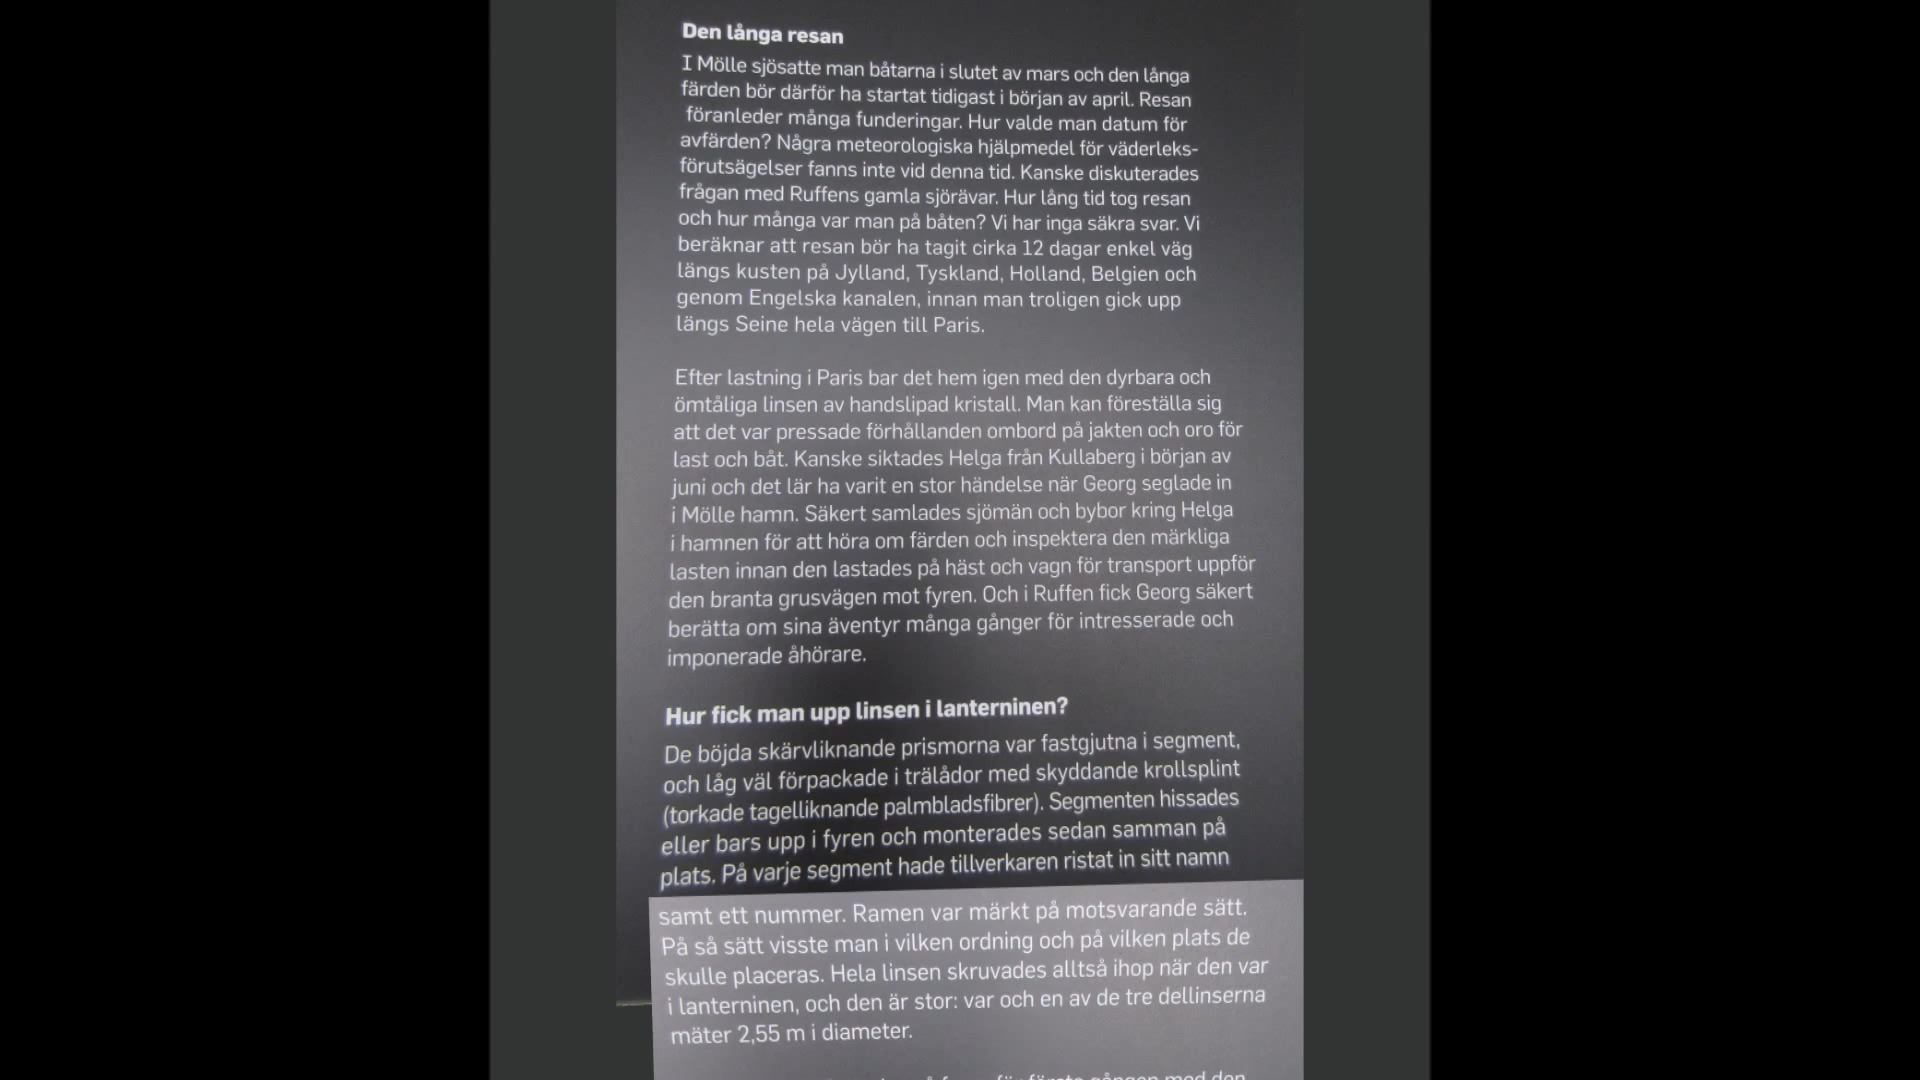 Den långa resan
I Mölle sjösatte man båtarna i slutet av mars och den långa
färden bör därför ha startat tidigast i början av april. Resan
föranleder många funderingar. Hur valde man datum för
avfärden? Några meteorologiska hjälpmedel för väderleks-
förutsägelser fanns inte vid denna tid. Kanske diskuterades
frågan med Ruffens gamla sjörävar. Hur lång tid tog resan
och hur många var man på båten? Vi har inga säkra svar. Vi
beräknar att resan bör ha tagit cirka 12 dagar enkel väg
längs kusten på Jylland, Tyskland, Holland, Belgien och
genom Engelska kanalen, innan man troligen gick upp
längs Seine hela vägen till Paris.
Efter lastning i Paris bar det hem igen med den dyrbara och
ömtåliga linsen av handslipad kristall. Man kan föreställa sig
att det var pressade förhållanden ombord på jakten och oro för
last och båt. Kanske siktades Helga från Kullaberg i början av
juni och det lär ha varit en stor händelse när Georg seglade in
i Mölle hamn. Säkert samlades sjömän och bybor kring Helga
i hamnen för att höra om färden och inspektera den märkliga
lasten innan den lastades på häst och vagn för transport uppför
den branta grusvägen mot fyren. Och i Ruffen fick Georg säkert
berätta om sina äventyr många gånger för intresserade och
imponerade åhörare.
Hur fick man upp linsen i lanterninen?
De böjda skärvliknande prismorna var fastgjutna i segment,
och låg väl förpackade i trälådor med skyddande krollsplint
(torkade tagelliknande palmbladsfibrer). Segmenten hissades
eller bars upp i fyren och monterades sedan samman på
plats. På varje segment hade tillverkaren ristat in sitt namn
samt ett nummer. Ramen var märkt på motsvarande sätt.
På så sätt visste man i vilken ordning och på vilken plats de
skulle placeras. Hela linsen skruvades alltså ihop när den var
i lanterninen, och den är stor: var och en av de tre dellinserna
mäter 2,55 m i diameter.
för första gången med den